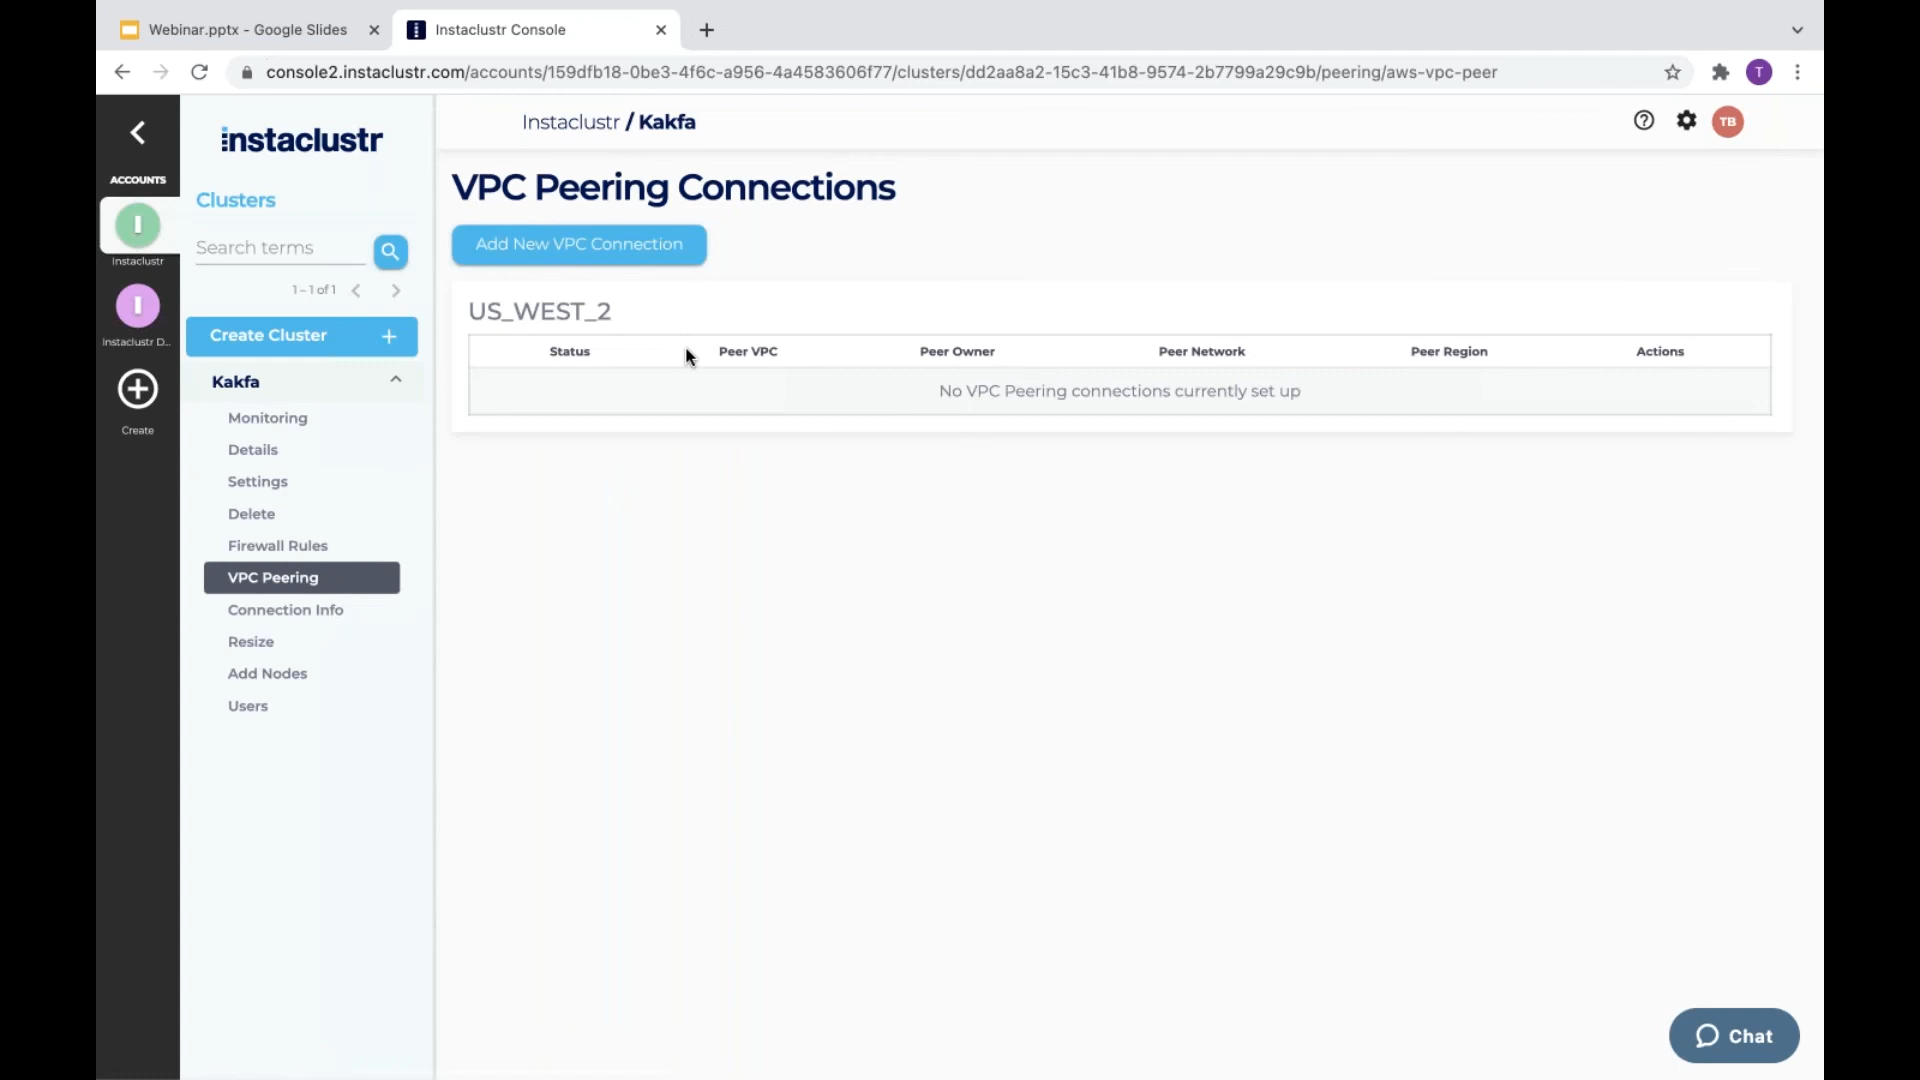 Webinar.pptx - Google Slides
Instaclustr Console
console2.instaclustr.com/accounts/159dfb18-0be3-4f6c-a956-4a4583606f77/clusters/dd2aa8a2-15c3-41b8-9574-2b7799a29c9b/peering/aws-vpc-peer
T
ACCOUNTS
I
Instaclustr
I
Instaclustr D...
Create
instaclustr
Clusters
Search terms
1 – 1 of 1
Create Cluster +
Kakfa
Monitoring
Details
Settings
Delete
Firewall Rules
VPC Peering
Connection Info
Resize
Add Nodes
Users
Instaclustr / Kakfa
TB
VPC Peering Connections
Add New VPC Connection
US_WEST_2
Status Peer VPC Peer Owner Peer Network Peer Region Actions
No VPC Peering connections currently set up
Chat